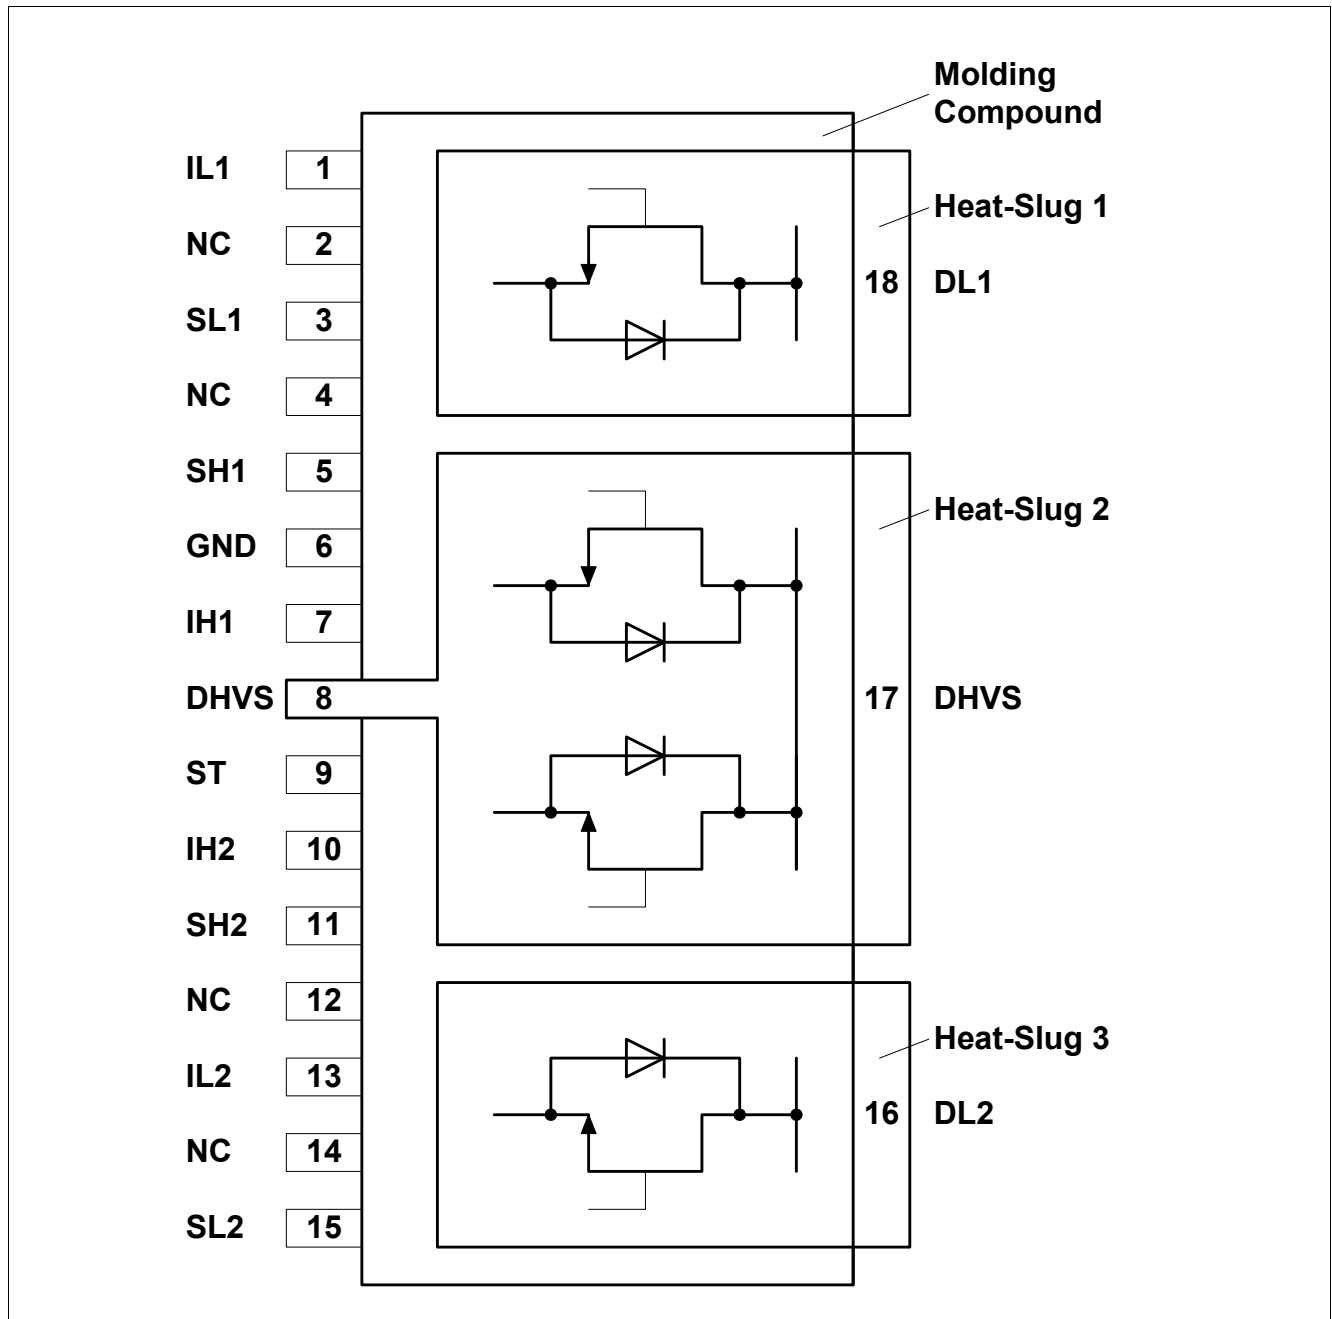 Molding
Compound
IL1 1
Heat-Slug 1
NC 2
18 DL1
SL1 3
NC 4
SH1 5
Heat-Slug 2
GND 6
IH1 7
DHVS 8 17 DHVS
ST 9
IH2 10
SH2 11
NC 12
Heat-Slug 3
IL2 13
16 DL2
NC 14
SL2 15